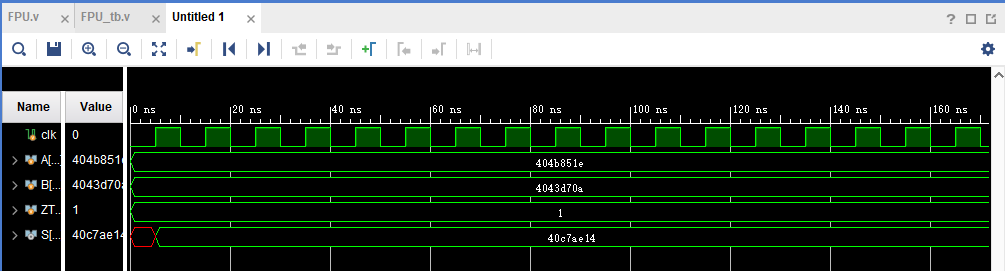 FPU.v × FPU_tb.v × Untitled 1 ×
Name Value 0 ns 20 ns 40 ns 60 ns 80 ns 100 ns 120 ns 140 ns 160 ns
clk 0
A[...] 404b851e 404b851e
B[... 4043d70a 4043d70a
ZT... 1 1
S[... 40c7ae14 40c7ae14